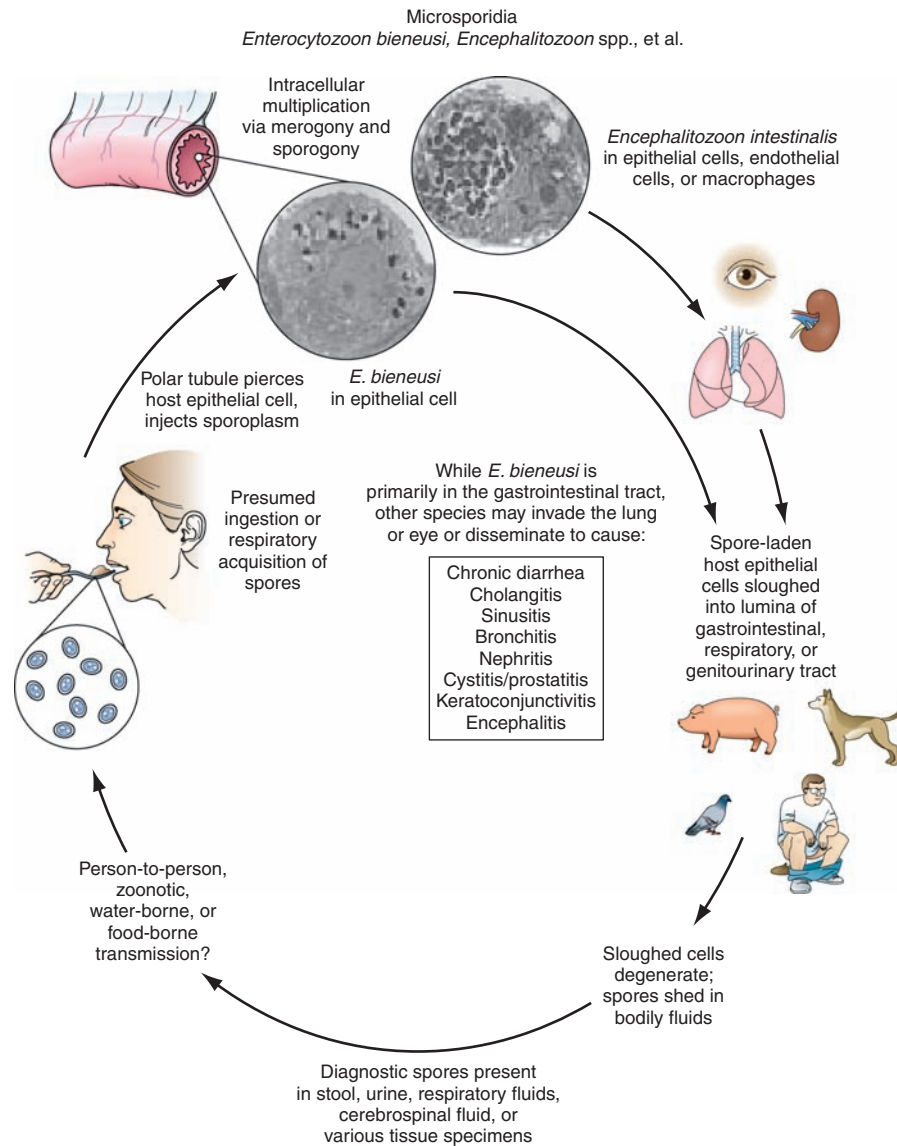 Microsporidia
Enterocytozoon bieneusi, Encephalitozoon spp., et al.
Intracellular
multiplication
via merogony and
sporogony
Encephalitozoon intestinalis
in epithelial cells, endothelial
cells, or macrophages
Polar tubule pierces
host epithelial cell,
injects sporoplasm
E. bieneusi
in epithelial cell
Presumed
ingestion or
respiratory
acquisition of
spores
While E. bieneusi is
primarily in the gastrointestinal tract,
other species may invade the lung
or eye or disseminate to cause:
Chronic diarrhea
Cholangitis
Sinusitis
Bronchitis
Nephritis
Cystitis/prostatitis
Keratoconjunctivitis
Encephalitis
Spore-laden
host epithelial
cells sloughed
into lumina of
gastrointestinal,
respiratory, or
genitourinary tract
Person-to-person,
zoonotic,
water-borne, or
food-borne
transmission?
Sloughed cells
degenerate;
spores shed in
bodily fluids
Diagnostic spores present
in stool, urine, respiratory fluids,
cerebrospinal fluid, or
various tissue specimens